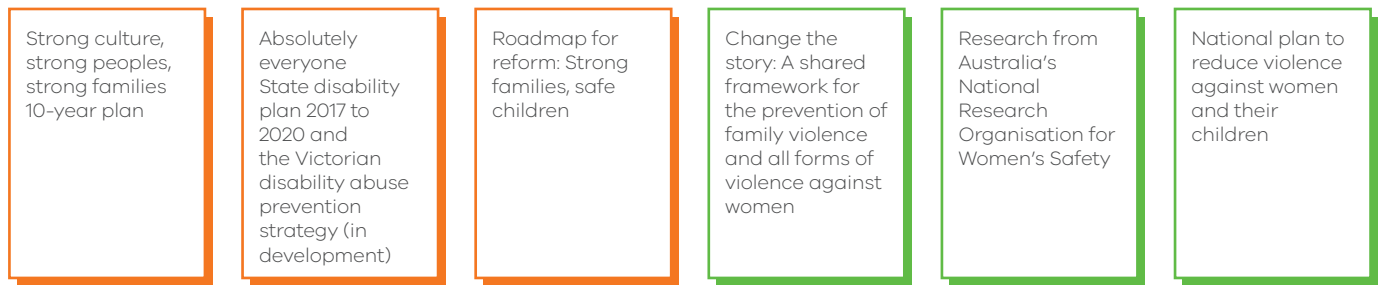 Strong culture,
strong peoples,
strong families
10-year plan
Absolutely
everyone
State disability
plan 2017 to
2020 and
the Victorian
disability abuse
prevention
strategy (in
development)
Roadmap for
reform: Strong
families, safe
children
Change the
story: A shared
framework for
the prevention of
family violence
and all forms of
violence against
women
Research from
Australia’s
National
Research
Organisation for
Women’s Safety
National plan to
reduce violence
against women
and their
children